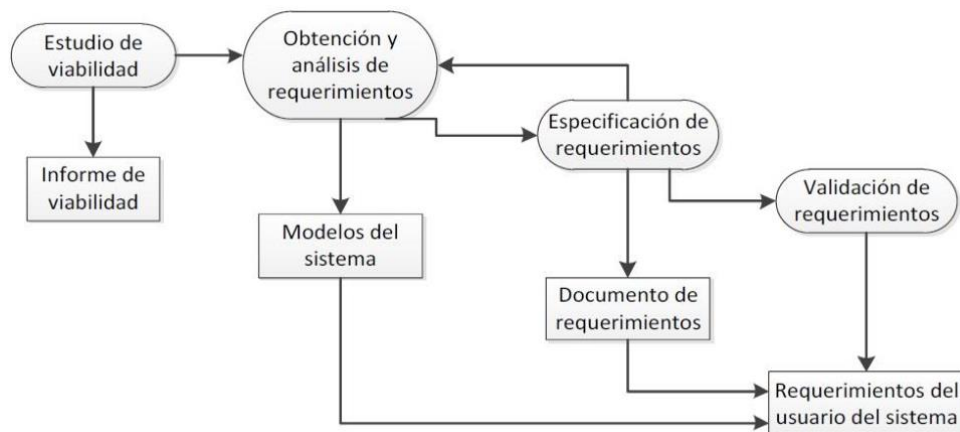 Estudio de
viabilidad
Obtención y
análisis de
requerimientos
Especificación de
requerimientos
Informe de
viabilidad
Validación de
requerimientos
Modelos del
sistema
Documento de
requerimientos
Requerimientos del
usuario del sistema